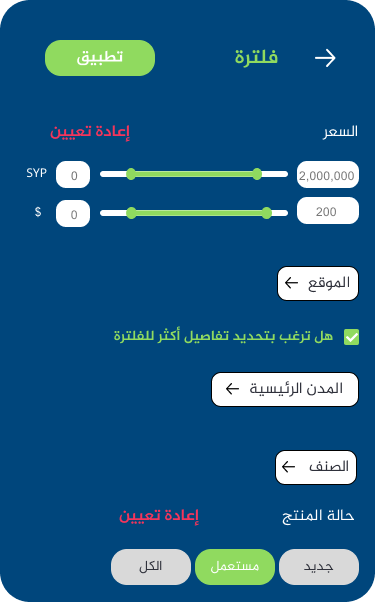 فلترة تطبيق
السعر إعادة تعيين
2,000,000 0 SYP
200 0 $
الموقع
هل ترغب بتحديد تفاصيل أكثر للفلترة
المدن الرئيسية
الصنف
حالة المنتج إعادة تعيين
جديد مستعمل الكل